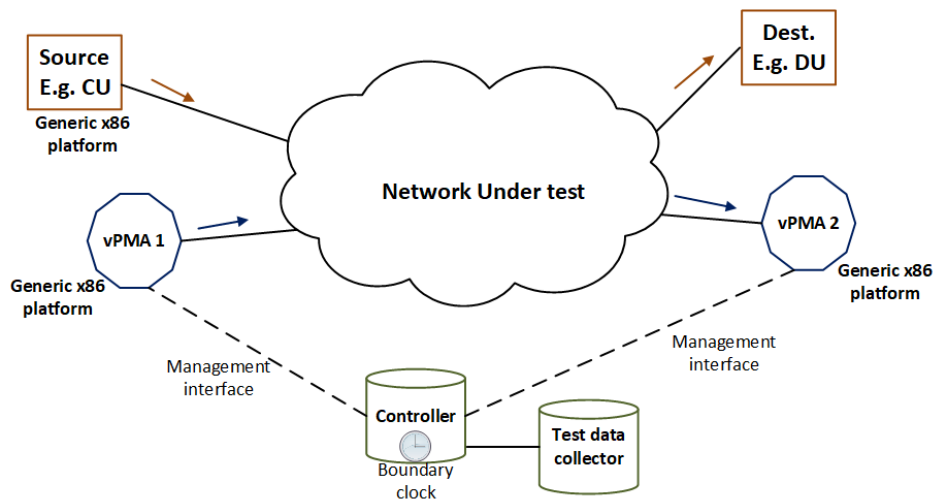 Source
E.g. CU
Generic x86
platform
Dest.
E.g. DU
Network Under test
vPMA 1
Generic x86
platform
vPMA 2
Generic x86
platform
Management
interface
Management
interface
Controller
Boundary
clock
Test data
collector